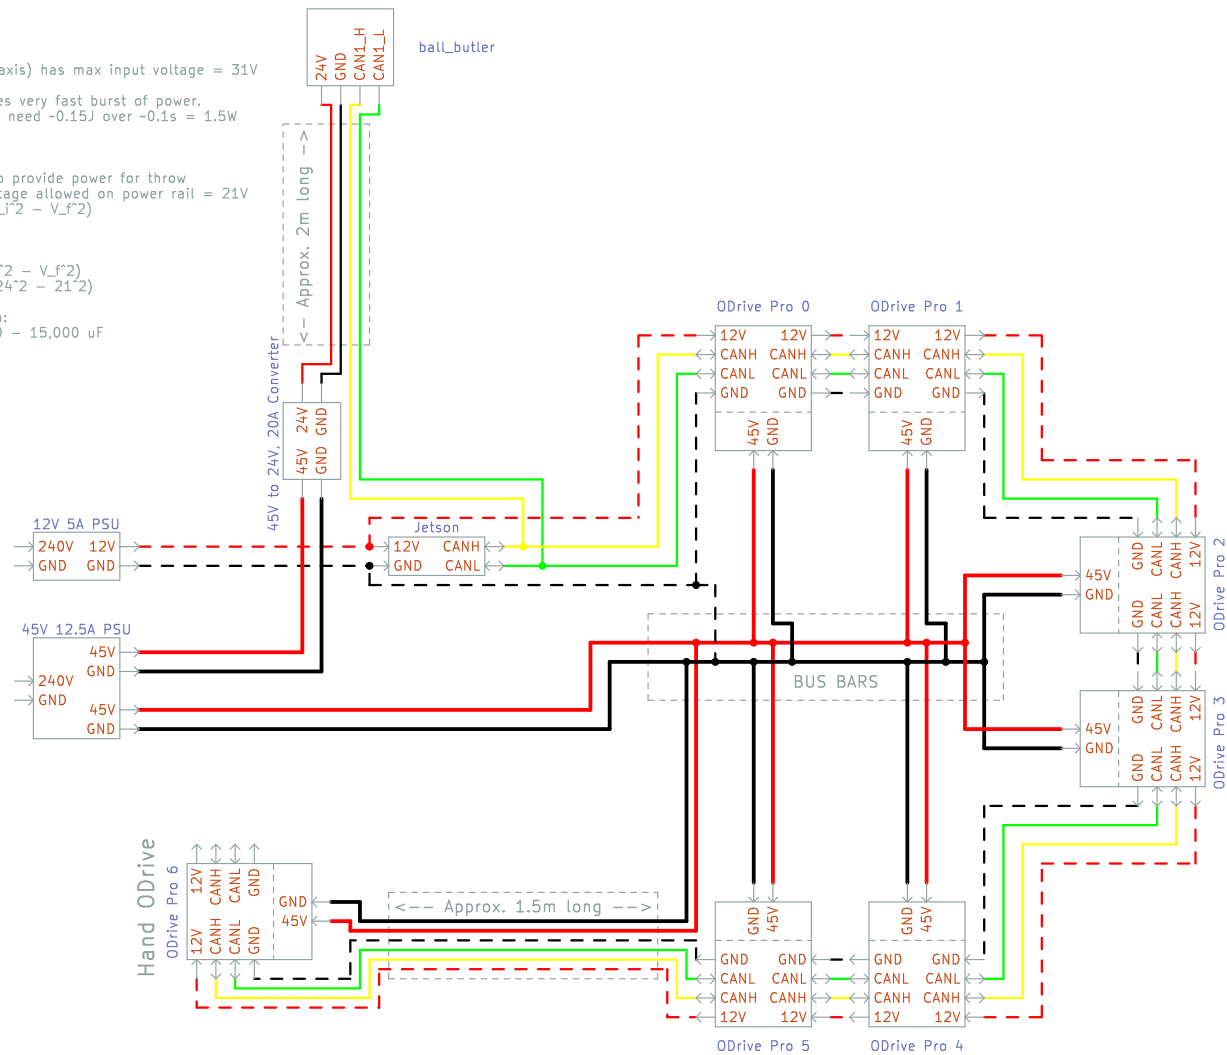 24V
GND
CAN1_H
CAN1_L
ball_butler
axis) has max input voltage = 31V
es very fast burst of power.
need ~0.15J over ~0.1s = 1.5W
o provide power for throw
tage allowed on power rail = 21V
_i^2 - V_f^2)
^2 - V_f^2)
24^2 - 21^2)
n:
0 - 15,000 uF
<- Approx. 2m long ->
45V to 24V, 20A Converter
24V GND
45V GND
12V 5A PSU
240V 12V
GND GND
45V 12.5A PSU
45V
GND
240V
GND
45V
GND
Jetson
12V CANH
GND CANL
ODrive Pro 0
12V 12V
CANH CANH
CANL CANL
GND GND
45V GND
ODrive Pro 1
12V 12V
CANH CANH
CANL CANL
GND GND
45V GND
ODrive Pro 2
GND CANL CANH 12V
45V
GND
GND CANL CANH 12V
BUS BARS
ODrive Pro 3
GND CANL CANH 12V
45V
GND
GND CANL CANH 12V
Hand ODrive
ODrive Pro 6
12V CANH CANL GND
GND
45V
12V CANH CANL GND
<-- Approx. 1.5m long -->
GND 45V
GND GND
CANL CANL
CANH CANH
12V 12V
ODrive Pro 5
GND 45V
GND GND
CANL CANL
CANH CANH
12V 12V
ODrive Pro 4